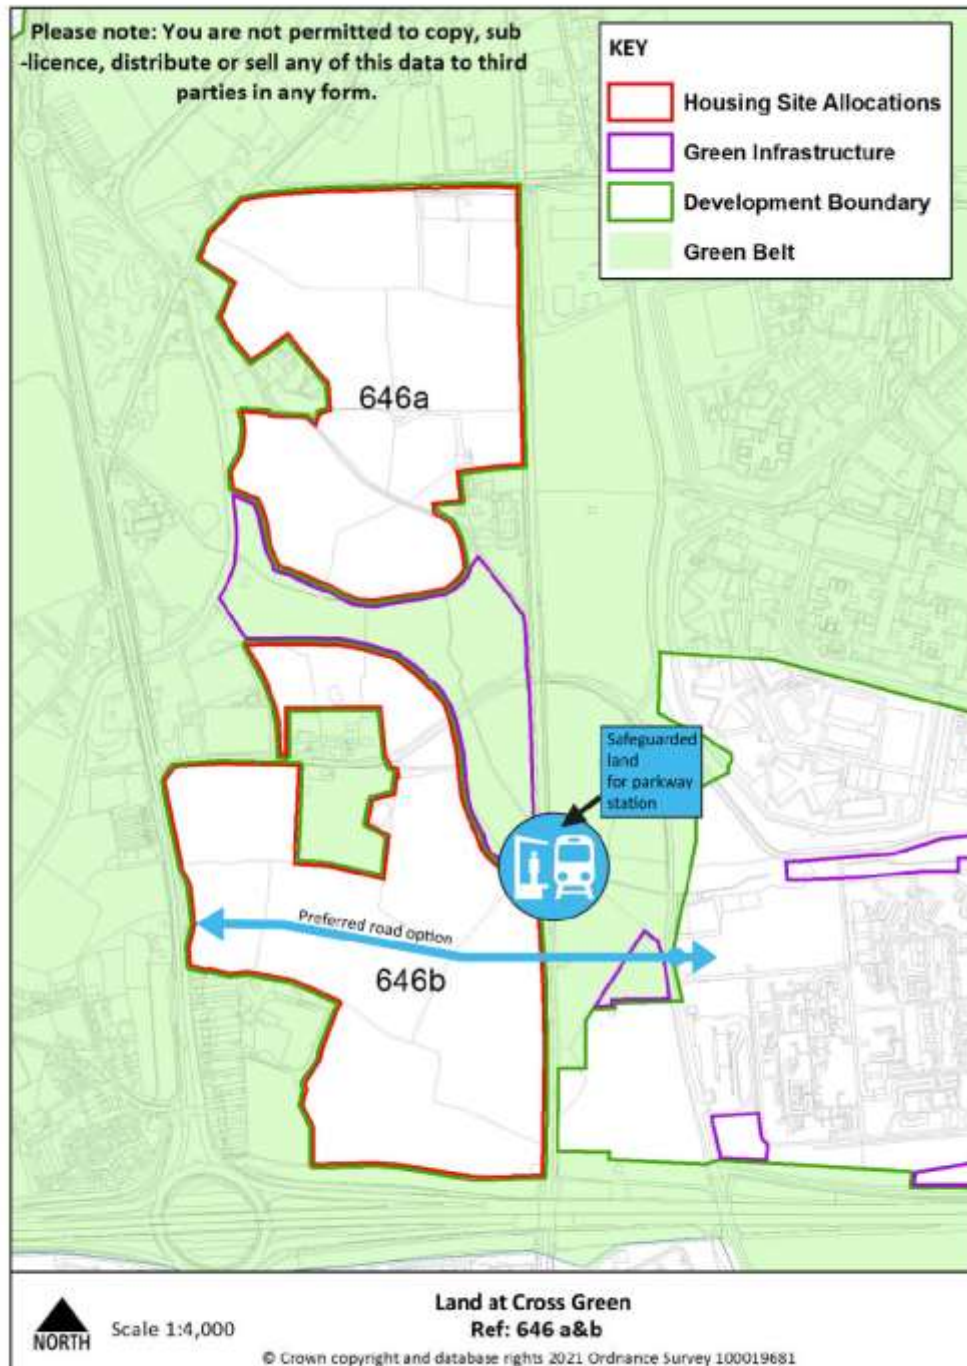 Please note: You are not permitted to copy, sub
-licence, distribute or sell any of this data to third
parties in any form.
KEY
Housing Site Allocations
Green Infrastructure
Development Boundary
Green Belt
646a
Safeguarded
land
for parkway
station
Preferred road option
646b
NORTH
Scale 1:4,000
Land at Cross Green
Ref: 646 a&b
© Crown copyright and database rights 2021 Ordnance Survey 100019681